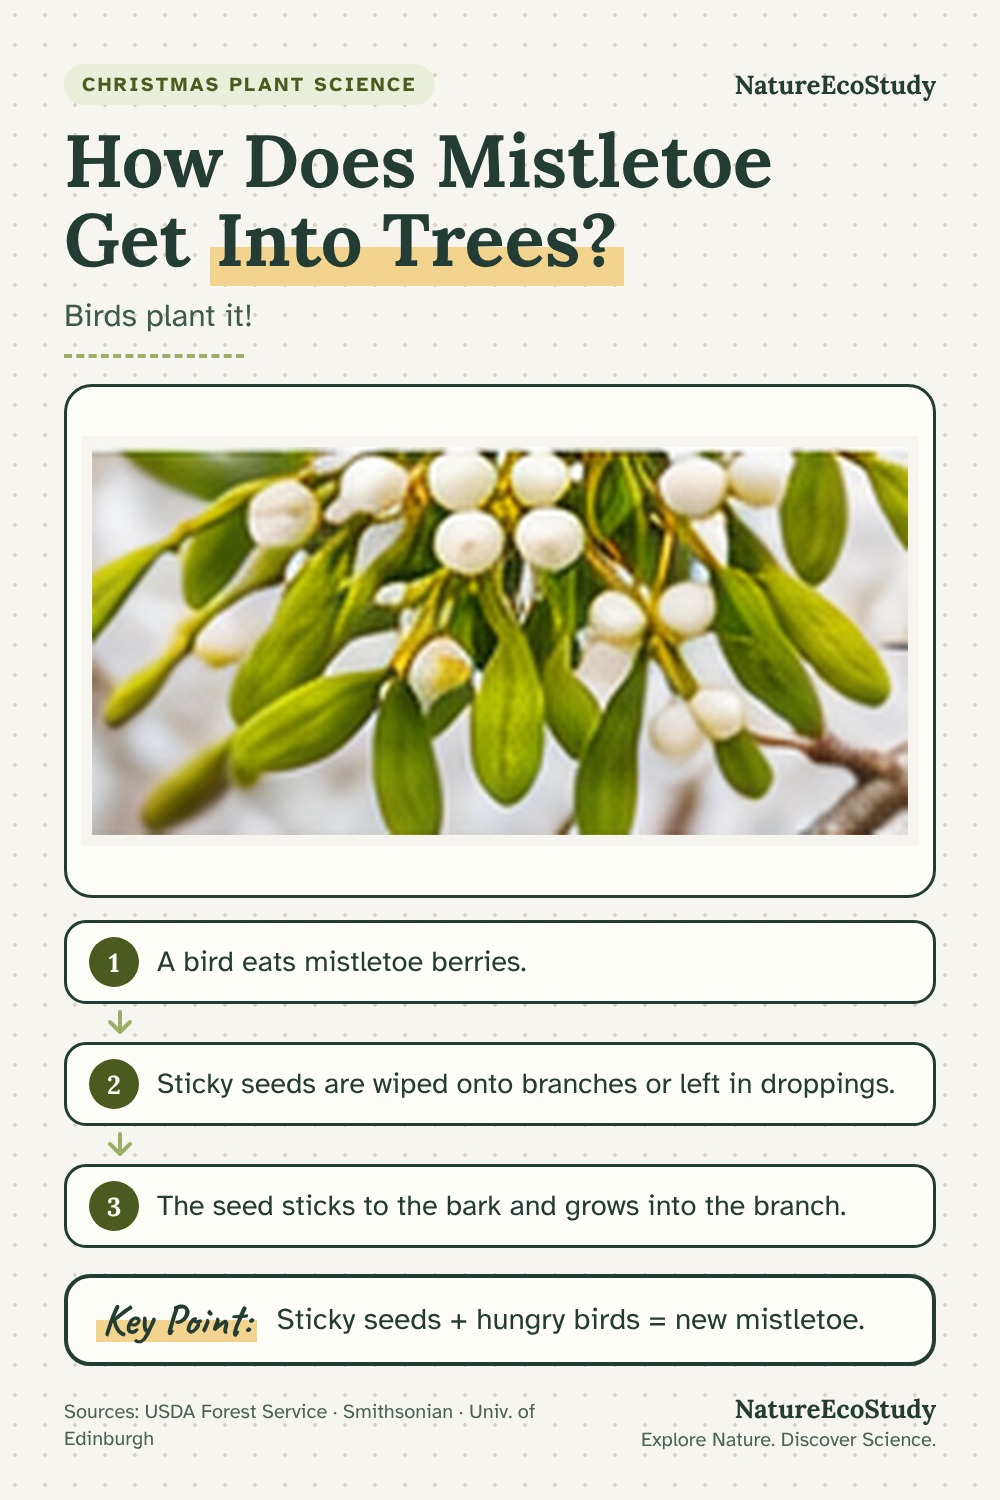 CHRISTMAS PLANT SCIENCE
NatureEcoStudy
How Does Mistletoe
Get Into Trees?
Birds plant it!
1 A bird eats mistletoe berries.
2 Sticky seeds are wiped onto branches or left in droppings.
3 The seed sticks to the bark and grows into the branch.
Key Point: Sticky seeds + hungry birds = new mistletoe.
Sources: USDA Forest Service · Smithsonian · Univ. of
Edinburgh
NatureEcoStudy
Explore Nature. Discover Science.